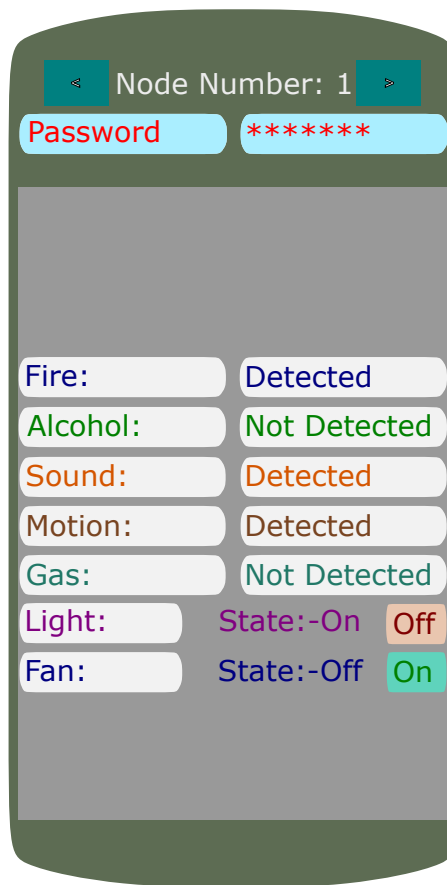 < Node Number: 1 >
Password *******
Fire: Detected
Alcohol: Not Detected
Sound: Detected
Motion: Detected
Gas: Not Detected
Light: State:-On Off
Fan: State:-Off On